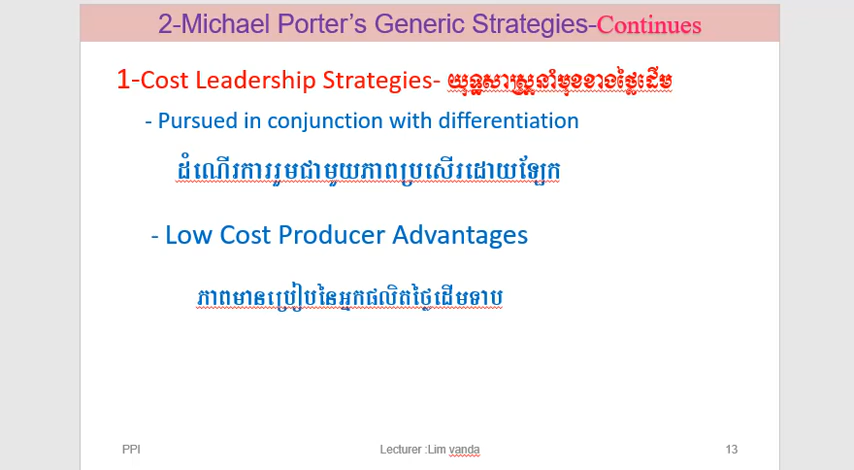 2-Michael Porter’s Generic Strategies-Continues
1-Cost Leadership Strategies- យុទ្ធសាស្ត្រនាំមុខខាងថ្លៃដើម
- Pursued in conjunction with differentiation
ដំណើរការរួមជាមួយភាពប្រសើរដោយឡែក
- Low Cost Producer Advantages
ភាពមានប្រៀបនៃអ្នកផលិតថ្លៃដើមទាប
PPI
Lecturer :Lim vanda
13